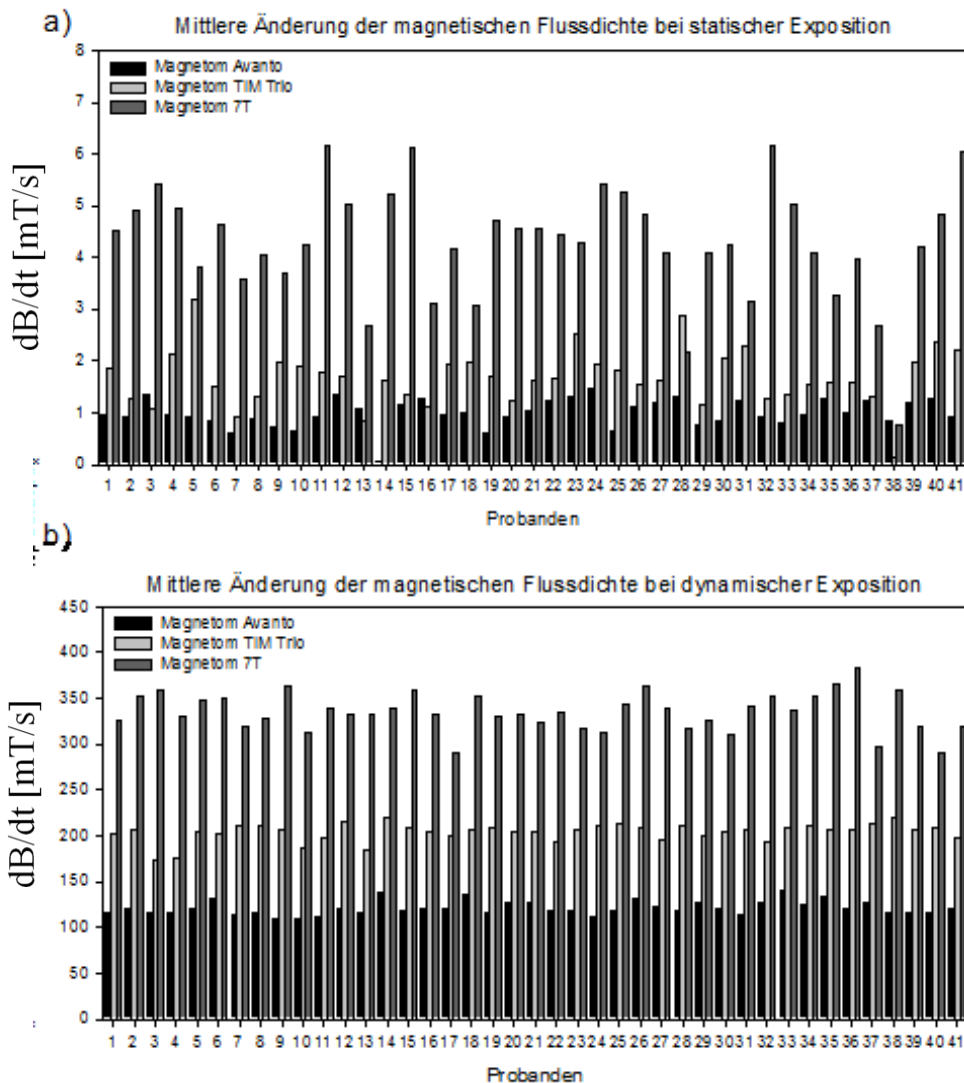 a)
Mittlere Änderung der magnetischen Flussdichte bei statischer Exposition
8
7
6
5
4
3
2
1
0
dB/dt [mT/s]
Magnetom Avanto
Magnetom TIM Trio
Magnetom 7T
1 2 3 4 5 6 7 8 9 10 11 12 13 14 15 16 17 18 19 20 21 22 23 24 25 26 27 28 29 30 31 32 33 34 35 36 37 38 39 40 41
Probanden
b)
Mittlere Änderung der magnetischen Flussdichte bei dynamischer Exposition
450
400
350
300
250
200
150
100
50
0
dB/dt [mT/s]
Magnetom Avanto
Magnetom TIM Trio
Magnetom 7T
1 2 3 4 5 6 7 8 9 10 11 12 13 14 15 16 17 18 19 20 21 22 23 24 25 26 27 28 29 30 31 32 33 34 35 36 37 38 39 40 41
Probanden